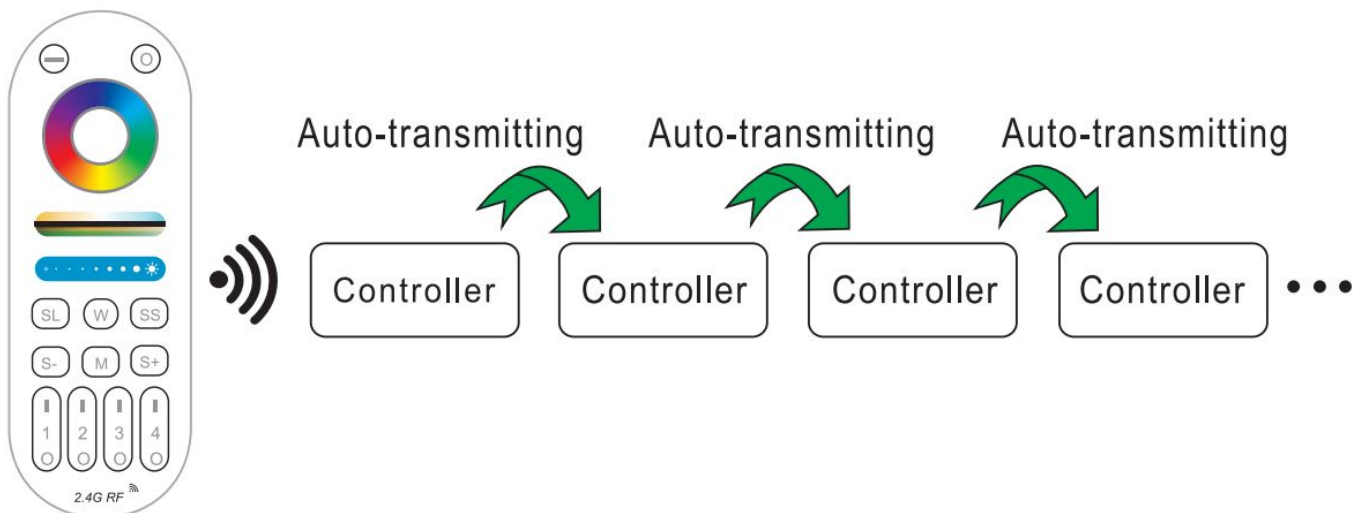 O
Auto-transmitting Auto-transmitting Auto-transmitting
Controller Controller Controller Controller
SL W SS
S- M S+
1 2 3 4
O O O O
2.4G RF